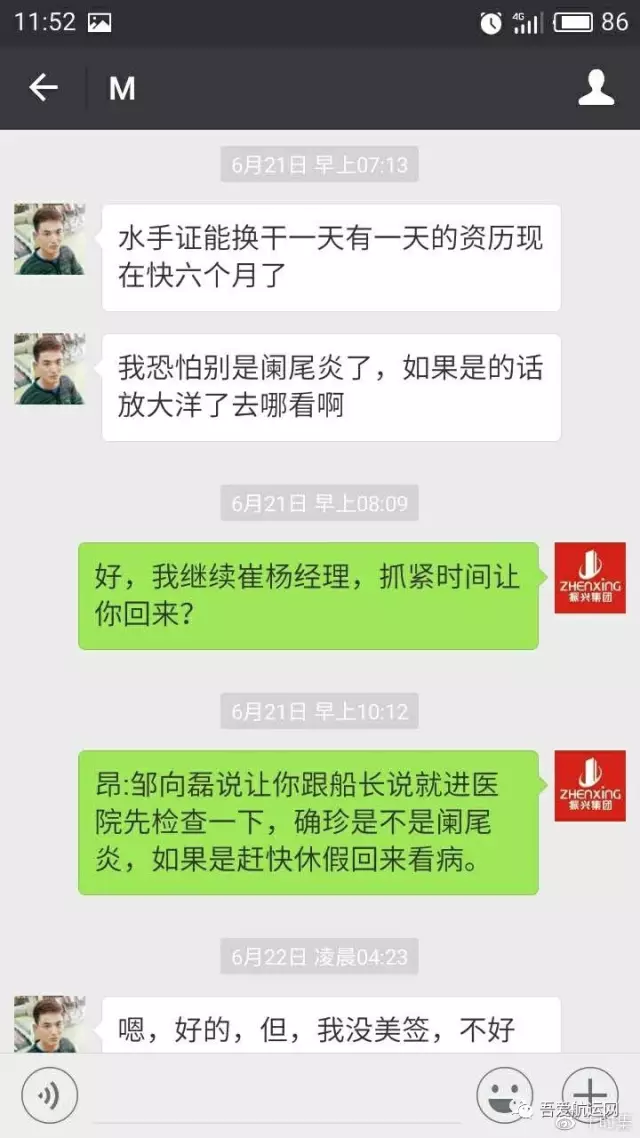 11:52
4G
86
M
6月21日 早上07:13
水手证能换干一天有一天的资历现
在快六个月了
我恐怕别是阑尾炎了，如果是的话
放大洋了去哪看啊
6月21日 早上08:09
好，我继续崔杨经理，抓紧时间让
你回来？
ZHENXING
振兴集团
6月21日 早上10:12
昂:邹向磊说让你跟船长说就进医
院先检查一下，确珍是不是阑尾
炎，如果是赶快休假回来看病。
ZHENXING
振兴集团
6月22日 凌晨04:23
嗯，好的，但，我没美签，不好
吾爱航运网